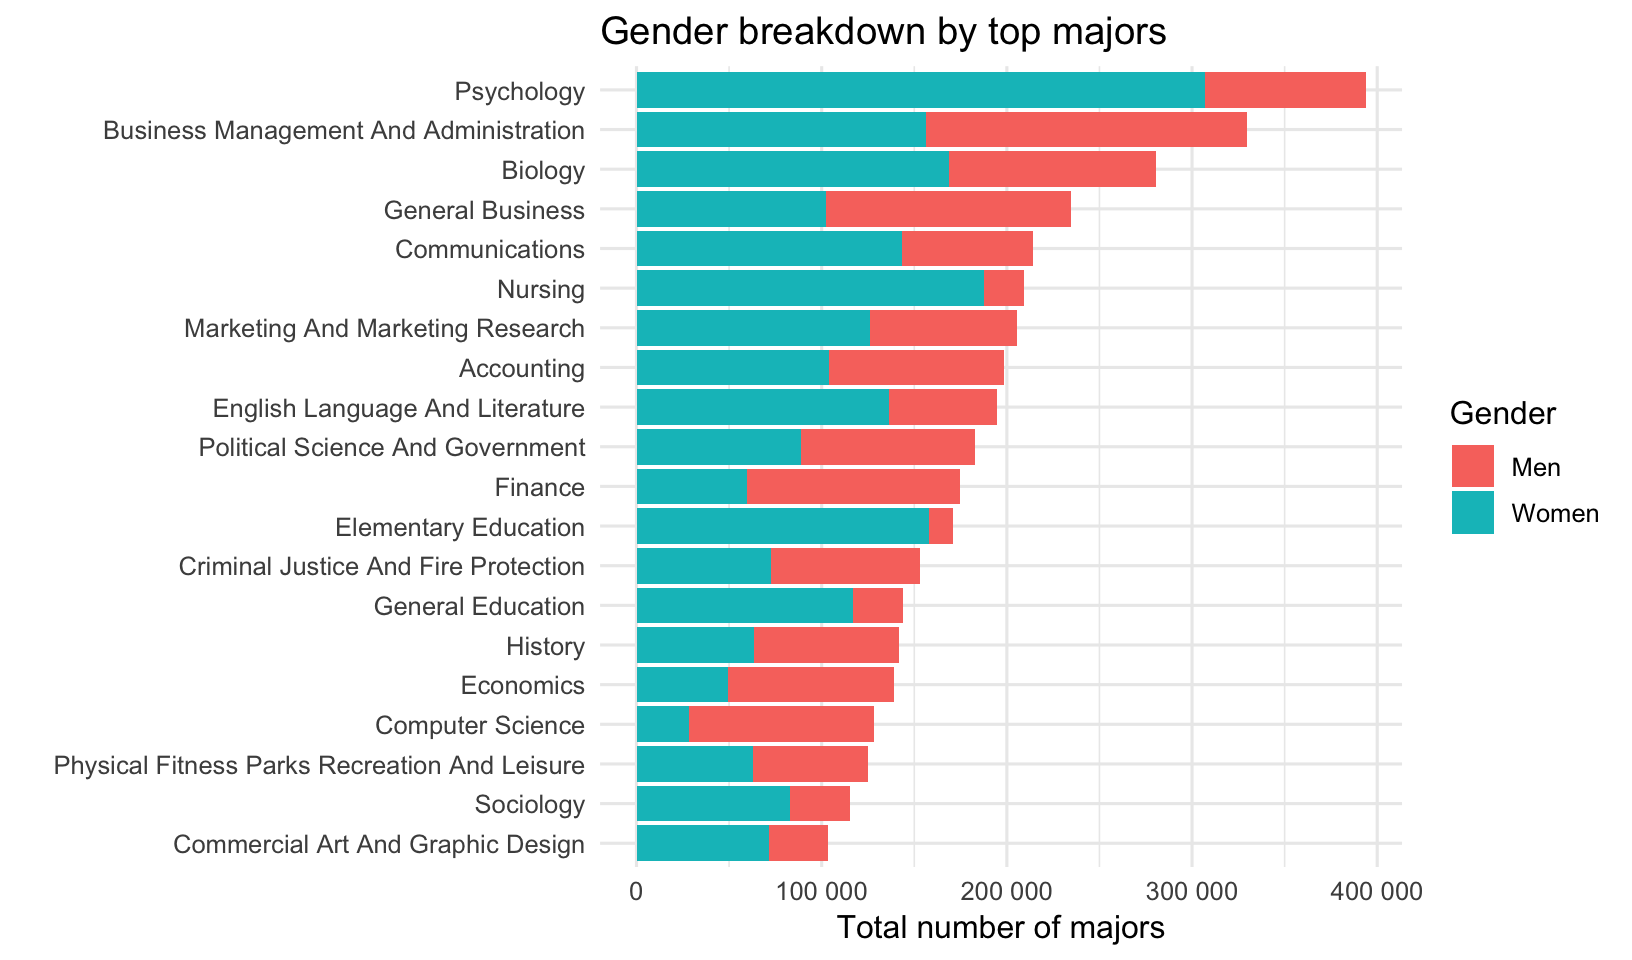 Gender breakdown by top majors
Psychology
Business Management And Administration
Biology
General Business
Communications
Nursing
Marketing And Marketing Research
Accounting
English Language And Literature
Political Science And Government
Finance
Elementary Education
Criminal Justice And Fire Protection
General Education
History
Economics
Computer Science
Physical Fitness Parks Recreation And Leisure
Sociology
Commercial Art And Graphic Design
0 100 000 200 000 300 000 400 000
Total number of majors
Gender
Men
Women